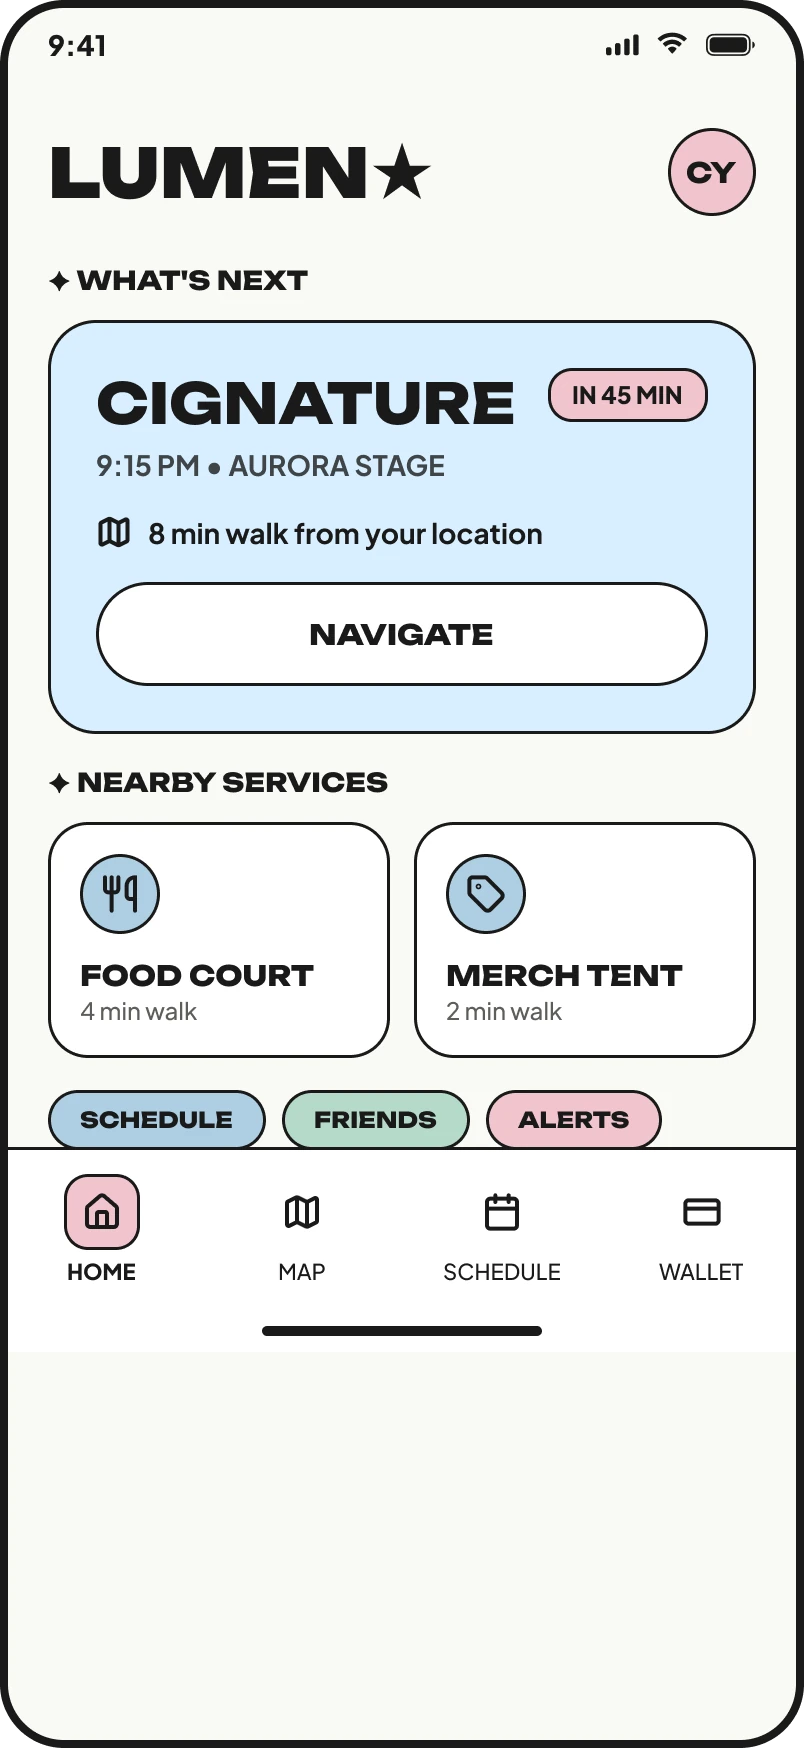 9:41
LUMEN★
CY
✦ WHAT'S NEXT
CIGNATURE
IN 45 MIN
9:15 PM • AURORA STAGE
8 min walk from your location
NAVIGATE
✦ NEARBY SERVICES
FOOD COURT
4 min walk
MERCH TENT
2 min walk
SCHEDULE FRIENDS ALERTS
HOME MAP SCHEDULE WALLET